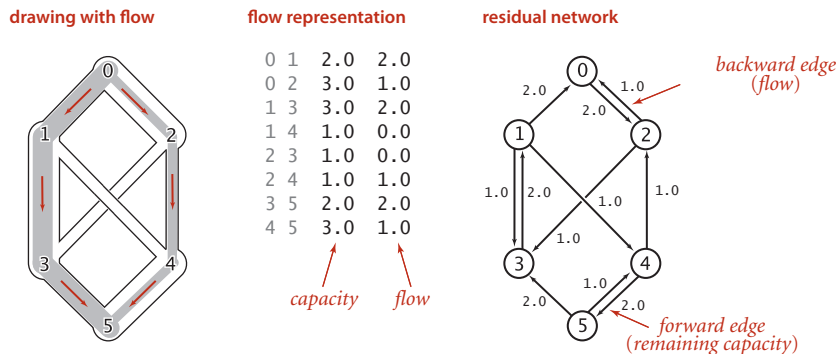 drawing with flow
0
1
2
3
4
5
flow representation
0 1 2.0 2.0
0 2 3.0 1.0
1 3 3.0 2.0
1 4 1.0 0.0
2 3 1.0 0.0
2 4 1.0 1.0
3 5 2.0 2.0
4 5 3.0 1.0
capacity
flow
residual network
0
backward edge
(flow)
2.0
2.0
1.0
1
2
1.0
2.0
1.0
1.0
1.0
3
4
2.0
1.0
2.0
5
forward edge
(remaining capacity)